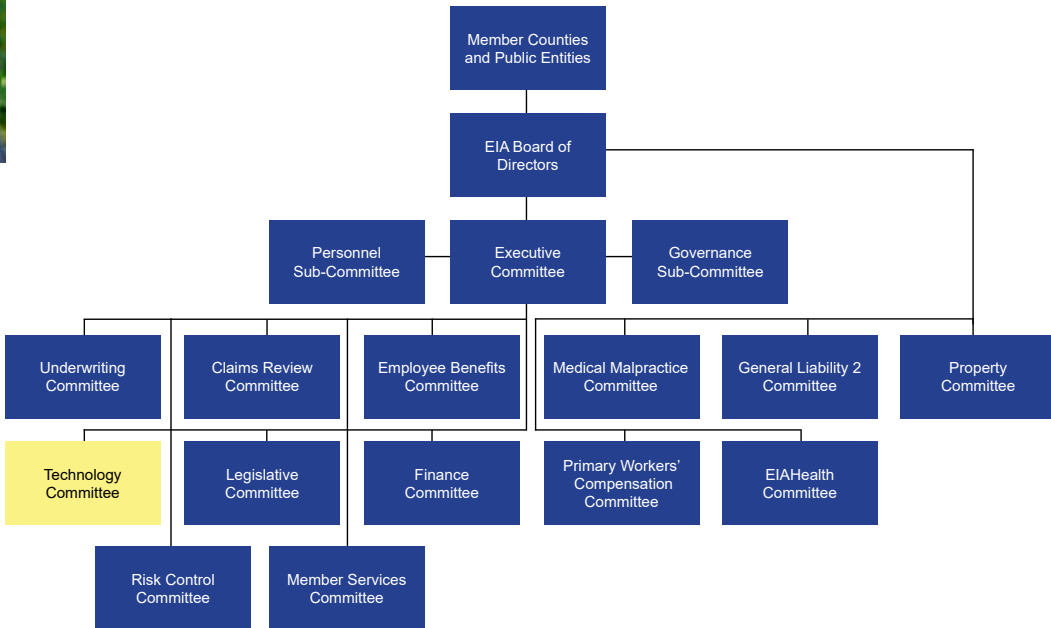 Member Counties
and Public Entities
EIA Board of
Directors
Personnel
Sub-Committee
Executive
Committee
Governance
Sub-Committee
Underwriting
Committee
Claims Review
Committee
Employee Benefits
Committee
Medical Malpractice
Committee
General Liability 2
Committee
Property
Committee
Technology
Committee
Legislative
Committee
Finance
Committee
Primary Workers’
Compensation
Committee
EIAHealth
Committee
Risk Control
Committee
Member Services
Committee